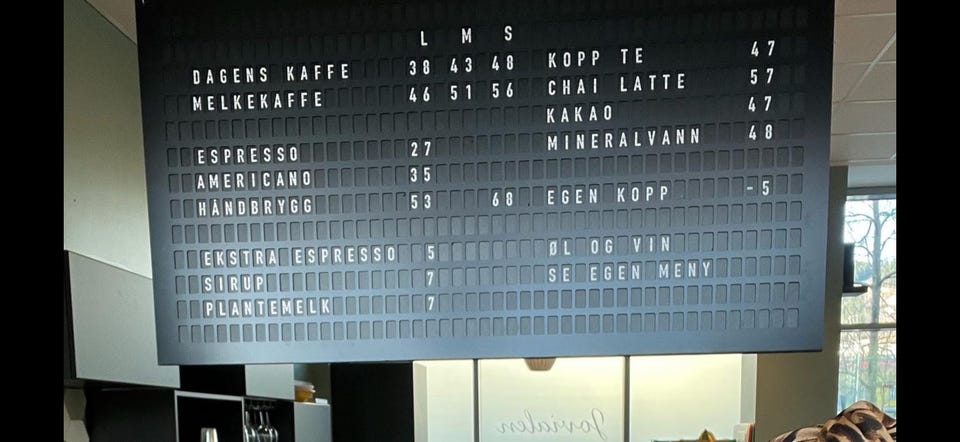 L M S
DAGENS KAFFE 38 43 48
MELKEKAFFE 46 51 56
ESPRESSO 27
AMERICANO 35
HÅNDBRYGG 53 68
EKSTRA ESPRESSO 5
SIRUP 7
PLANTEMELK 7
KOPP TE 47
CHAI LATTE 57
KAKAO 47
MINERALVANN 48
EGEN KOPP -5
ØL OG VIN
SE EGEN MENY
Jovialen